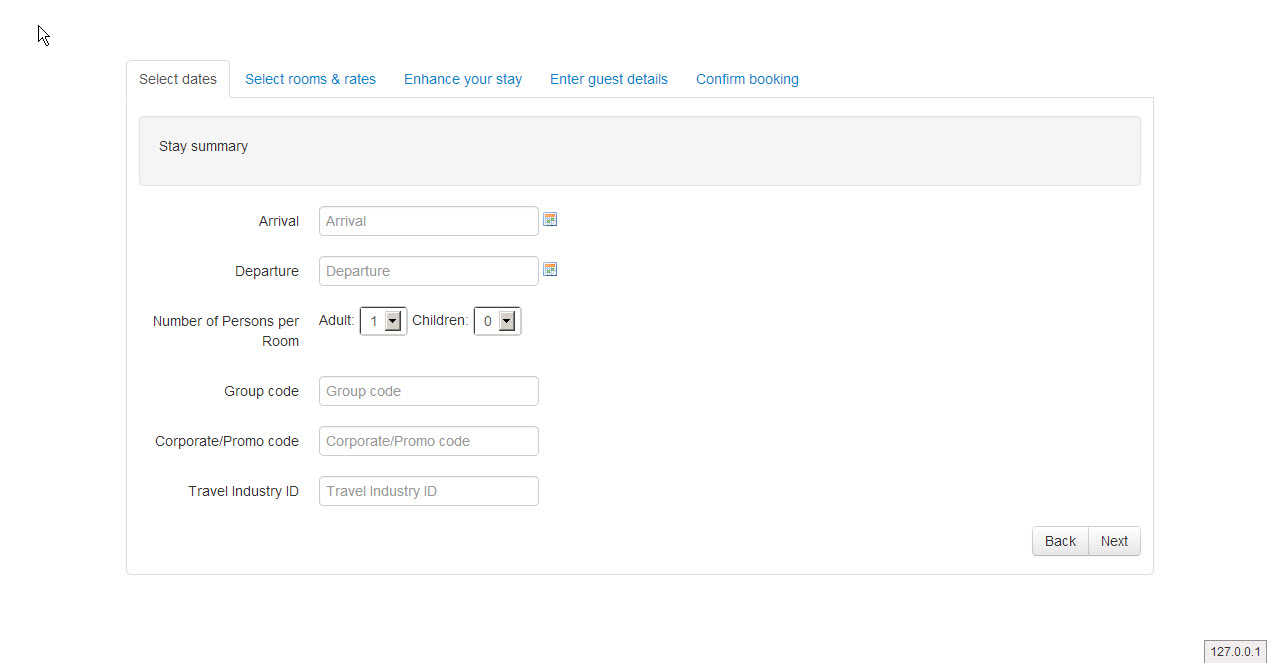 Select dates Select rooms & rates Enhance your stay Enter guest details Confirm booking
Stay summary
Arrival Arrival
Departure Departure
Number of Persons per Adult: 1 Children: 0
Room
Group code Group code
Corporate/Promo code Corporate/Promo code
Travel Industry ID Travel Industry ID
Back Next
127.0.0.1